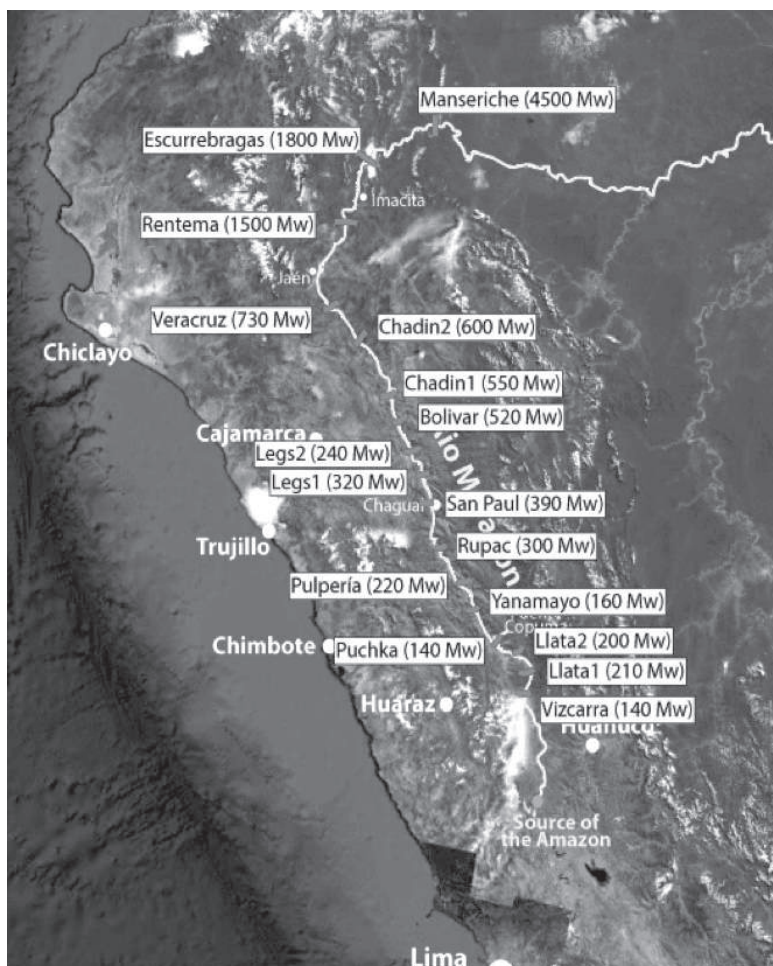 Manseriche (4500 Mw)
Escurrebragas (1800 Mw)
Imacita
Rentema (1500 Mw)
Jaén
Veracruz (730 Mw)
Chadin2 (600 Mw)
Chiclayo
Chadin1 (550 Mw)
Bolivar (520 Mw)
Cajamarca
Legs2 (240 Mw)
Legs1 (320 Mw)
Chagual
San Paul (390 Mw)
Trujillo
Rupac (300 Mw)
Pulpería (220 Mw)
Yanamayo (160 Mw)
Chimbote
Puchka (140 Mw)
Llata2 (200 Mw)
Llata1 (210 Mw)
Huaraz
Vizcarra (140 Mw)
Huánuco
Source of
the Amazon
Lima